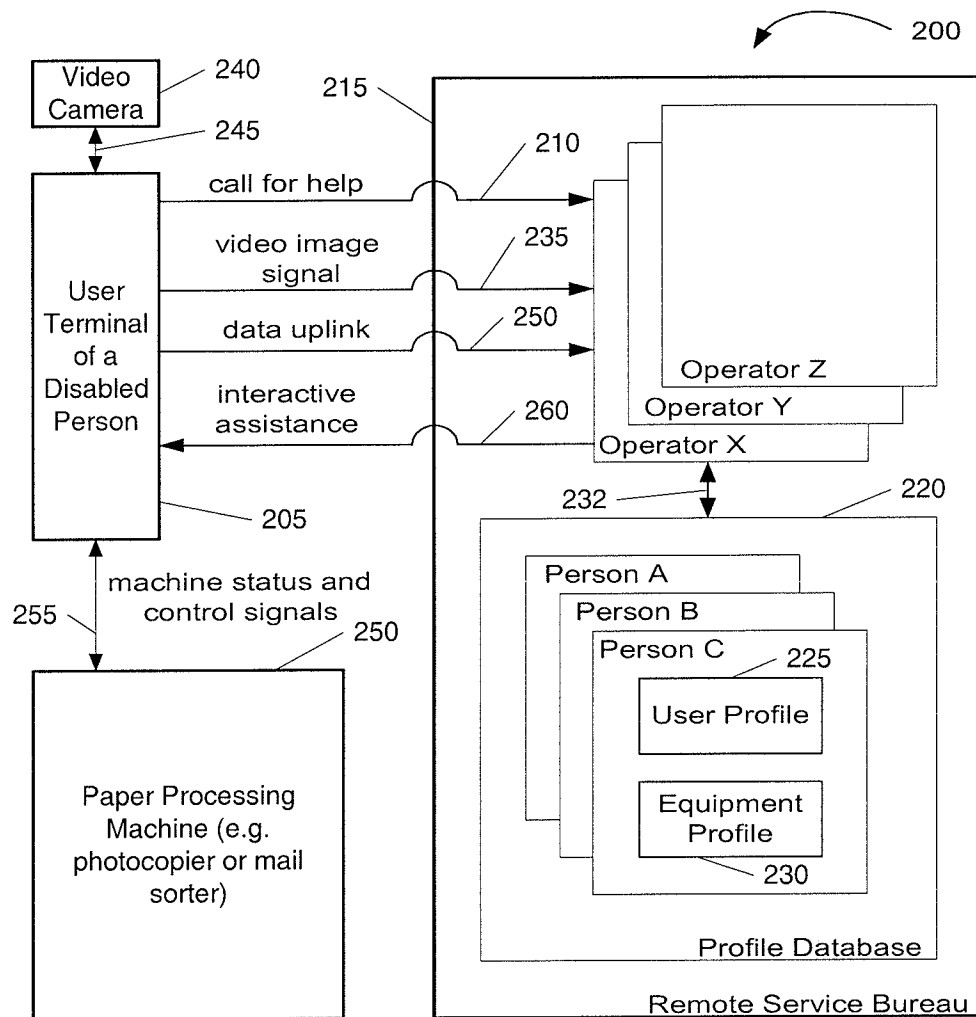 200
Video
Camera
240
215
245
call for help
210
video image
signal
235
data uplink
250
interactive
assistance
260
User
Terminal
of a
Disabled
Person
205
Operator Z
Operator Y
Operator X
232
220
machine status and
control signals
255
250
Person A
Person B
Person C
225
User Profile
Equipment
Profile
230
Paper Processing
Machine (e.g.
photocopier or mail
sorter)
Profile Database
Remote Service Bureau